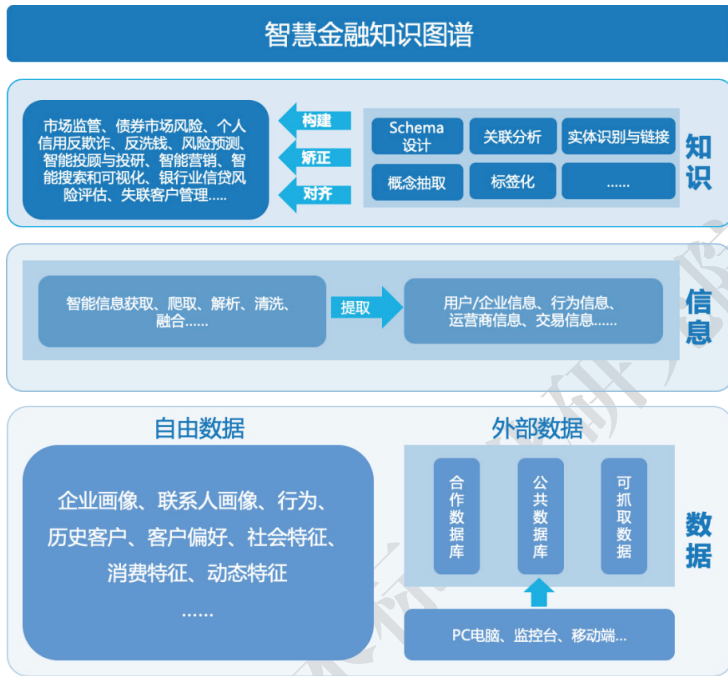 智慧金融知识图谱
市场监管、债券市场风险、个人
信用反欺诈、反洗钱、风险预测、
智能投顾与投研、智能营销、智
能搜索和可视化、银行业信贷风
险评估、失联客户管理.....
构建
矫正
对齐
Schema
设计
关联分析
实体识别与链接
概念抽取
标签化
......
知识
智能信息获取、爬取、解析、清洗、
融合......
提取
用户/企业信息、行为信息、
运营商信息、交易信息......
信息
自由数据
企业画像、联系人画像、行为、
历史客户、客户偏好、社会特征、
消费特征、动态特征
......
外部数据
合作数据库
公共数据库
可抓取数据
PC电脑、监控台、移动端...
数据